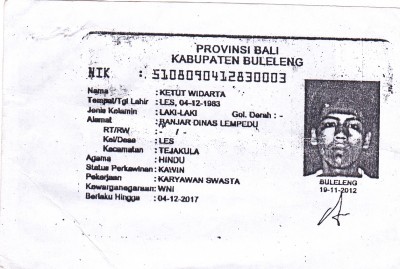 PROVINSI BALI
KABUPATEN BULELENG
NIK : 5108090412830003
Nama : KETUT WIDARTA
Tempat/Tgl Lahir : LES, 04-12-1983
Jenis Kelamin : LAKI-LAKI Gol. Darah : -
Alamat : BANJAR DINAS LEMPEDU
RT/RW : - / -
Kel/Desa : LES
Kecamatan : TEJAKULA
Agama : HINDU
Status Perkawinan : KAWIN
Pekerjaan : KARYAWAN SWASTA
Kewarganegaraan : WNI
Berlaku Hingga : 04-12-2017
BULELENG
19-11-2012